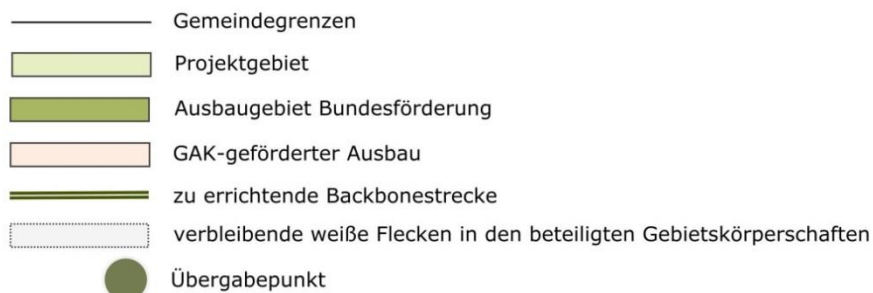 Gemeindegrenzen
Projektgebiet
Ausbaugebiet Bundesförderung
GAK-geförderter Ausbau
zu errichtende Backbonestrecke
verbleibende weiße Flecken in den beteiligten Gebietskörperschaften
Übergabepunkt